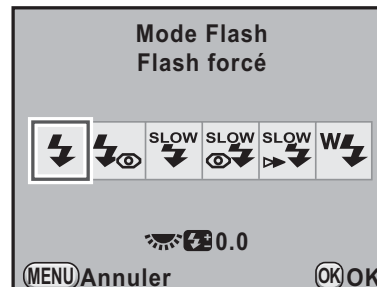 Mode Flash
Flash forcé
SLOW SLOW SLOW W
0.0
MENU Annuler OK OK